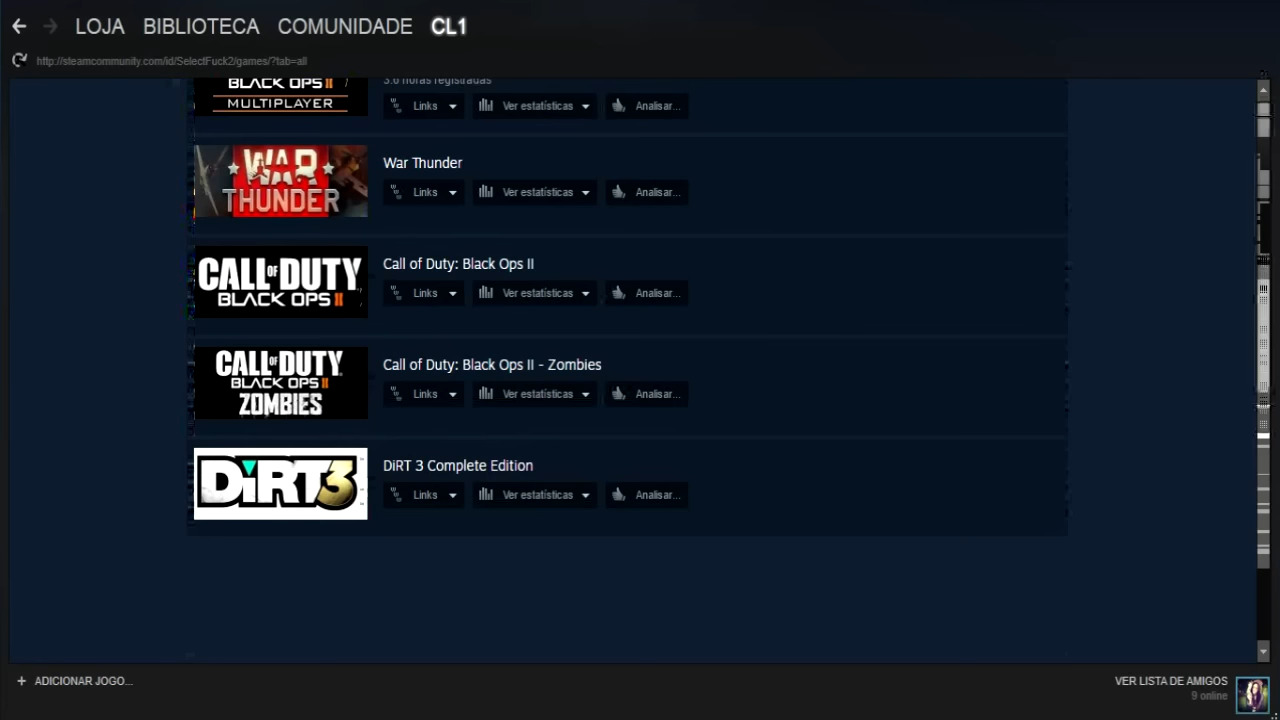 LOJA BIBLIOTECA COMUNIDADE CL1
http://steamcommunity.com/id/SelectFuck2/games/?tab=all
BLACK OPS II
MULTIPLAYER
3.6 horas registradas
Links Ver estatísticas Analisar...
WAR THUNDER
War Thunder
Links Ver estatísticas Analisar...
CALL OF DUTY
BLACK OPS II
Call of Duty: Black Ops II
Links Ver estatísticas Analisar...
CALL OF DUTY
BLACK OPS II
ZOMBIES
Call of Duty: Black Ops II - Zombies
Links Ver estatísticas Analisar...
DiRT3
DiRT 3 Complete Edition
Links Ver estatísticas Analisar...
+ ADICIONAR JOGO...
VER LISTA DE AMIGOS
9 online